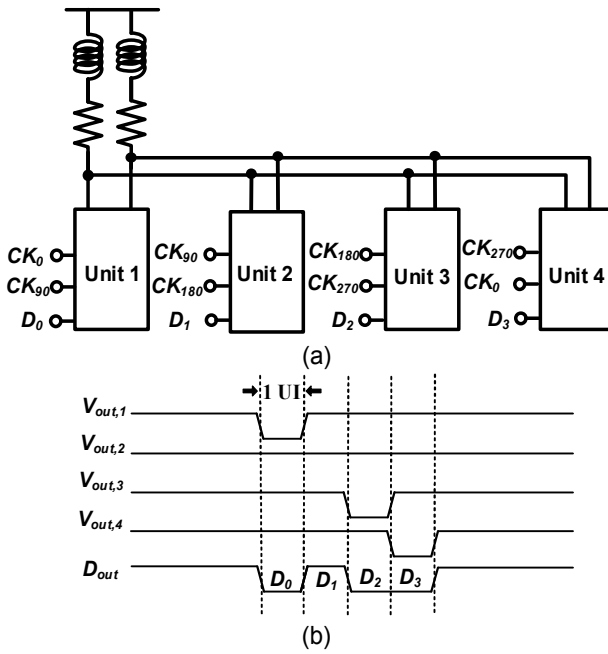 CK0
CK90
D0
Unit 1
CK90
CK180
D1
Unit 2
CK180
CK270
D2
Unit 3
CK270
CK0
D3
Unit 4
(a)
1 UI
Vout,1
Vout,2
Vout,3
Vout,4
Dout
D0 D1 D2 D3
(b)